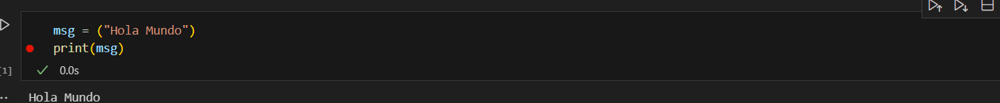 msg = ("Hola Mundo")
print(msg)
[1]
0.0s
Hola Mundo